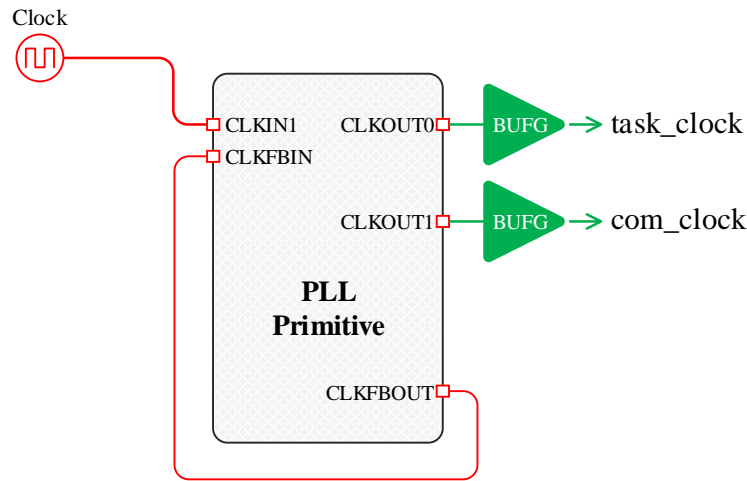 Clock
CLKIN1
CLKOUT0
BUFG
task_clock
CLKFBIN
CLKOUT1
BUFG
com_clock
PLL
Primitive
CLKFBOUT